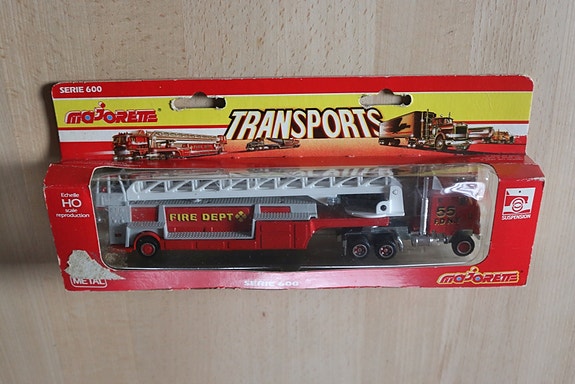 SERIE 600
MAJORETTE
TRANSPORTS
Echelle
HO
scale
reproduction
FIRE DEPT
55
SUSPENSION
METAL
SERIE 600
MAJORETTE